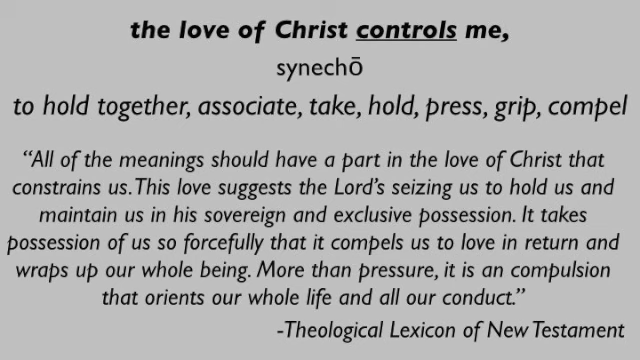 the love of Christ controls me,
synechō
to hold together, associate, take, hold, press, grip, compel
“All of the meanings should have a part in the love of Christ that
constrains us. This love suggests the Lord’s seizing us to hold us and
maintain us in his sovereign and exclusive possession. It takes
possession of us so forcefully that it compels us to love in return and
wraps up our whole being. More than pressure, it is an compulsion
that orients our whole life and all our conduct.”
-Theological Lexicon of New Testament